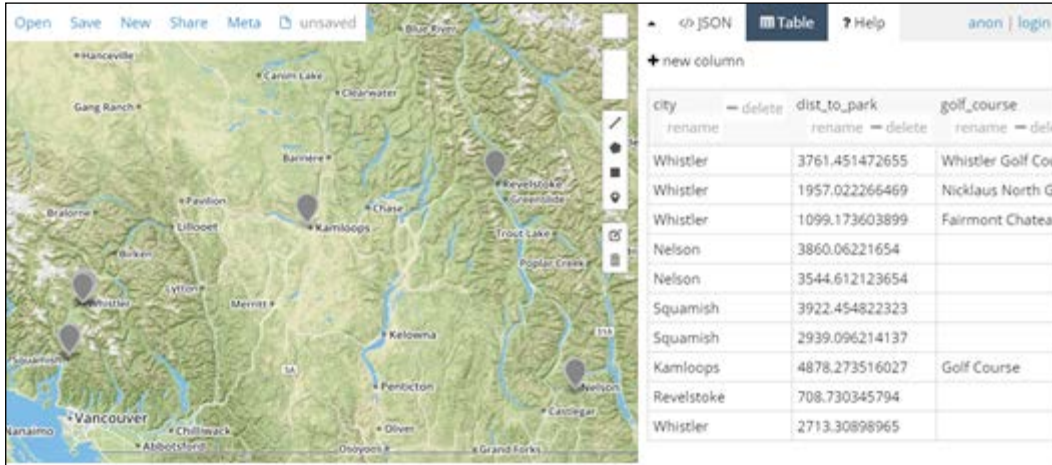 Open Save New Share Meta unsaved
Blue River
Hanceville
Canim Lake
Clearwater
Gang Ranch
Barrière
Revelstoke
Greenslide
Pavilion
Chase
Bralorne
Lillooet
Kamloops
Trout Lake
Birken
Poplar Creek
Lytton
Whistler
Merritt
Kelowna
31A
Squamish
5A
Penticton
Nelson
Castlegar
Vancouver
Nanaimo
Chilliwack
Oliver
Abbotsford
Osoyoos
Grand Forks
</> JSON Table ? Help anon | login
+ new column
city – delete dist_to_park golf_course
rename rename – delete rename – del
Whistler 3761.451472655 Whistler Golf Cou
Whistler 1957.022266469 Nicklaus North G
Whistler 1099.173603899 Fairmont Chatea
Nelson 3860.06221654
Nelson 3544.612123654
Squamish 3922.454822323
Squamish 2939.096214137
Kamloops 4878.273516027 Golf Course
Revelstoke 708.730345794
Whistler 2713.30898965